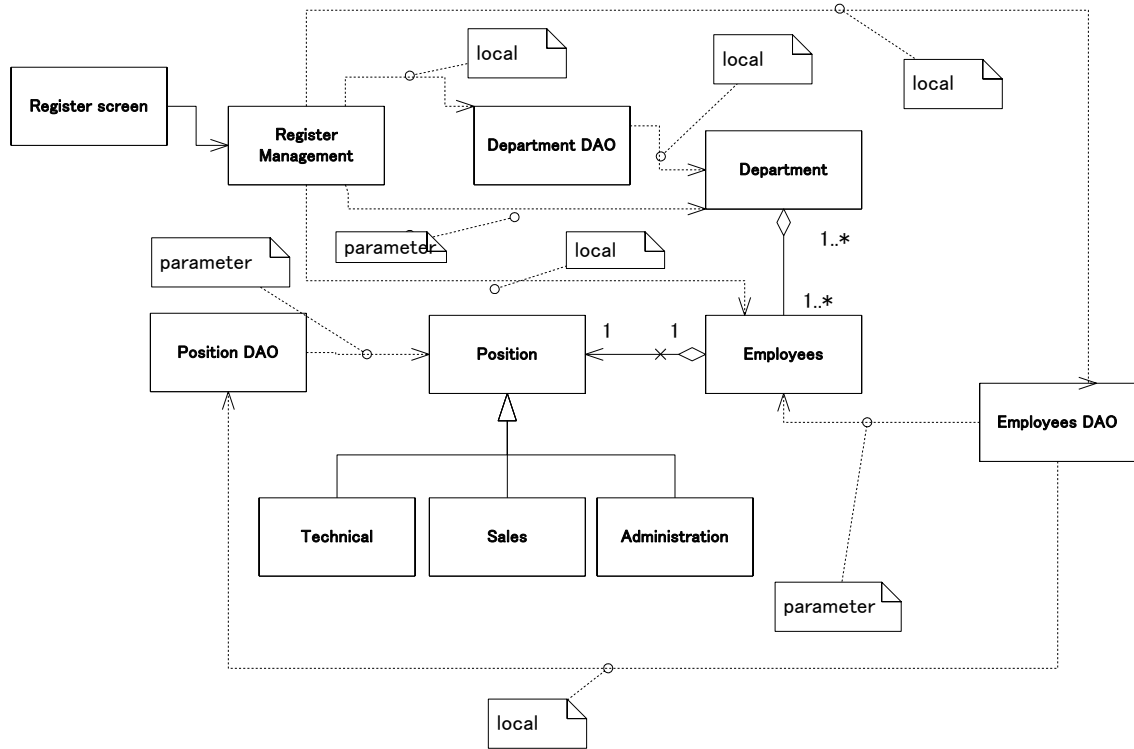 local
local
local
Register screen
Register
Management
Department DAO
Department
parameter
local
1..*
parameter
1..*
Position DAO
Position
1
1
Employees
Employees DAO
Technical
Sales
Administration
parameter
local